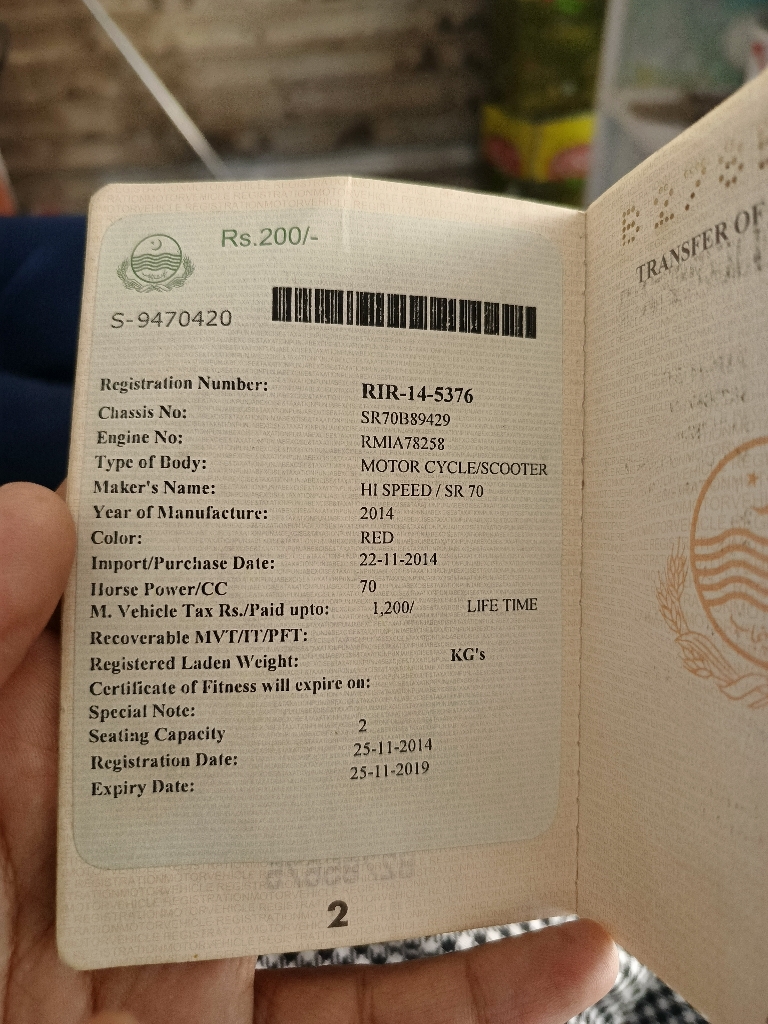 Rs.200/-
S-9470420
Registration Number: RIR-14-5376
Chassis No: SR70B89429
Engine No: RMIA78258
Type of Body: MOTOR CYCLE/SCOOTER
Maker's Name: HI SPEED / SR 70
Year of Manufacture: 2014
Color: RED
Import/Purchase Date: 22-11-2014
Horse Power/CC 70
M. Vehicle Tax Rs./Paid upto: 1,200/ LIFE TIME
Recoverable MVT/IT/PFT:
Registered Laden Weight: KG's
Certificate of Fitness will expire on:
Special Note:
Seating Capacity 2
Registration Date: 25-11-2014
Expiry Date: 25-11-2019
2
TRANSFER OF